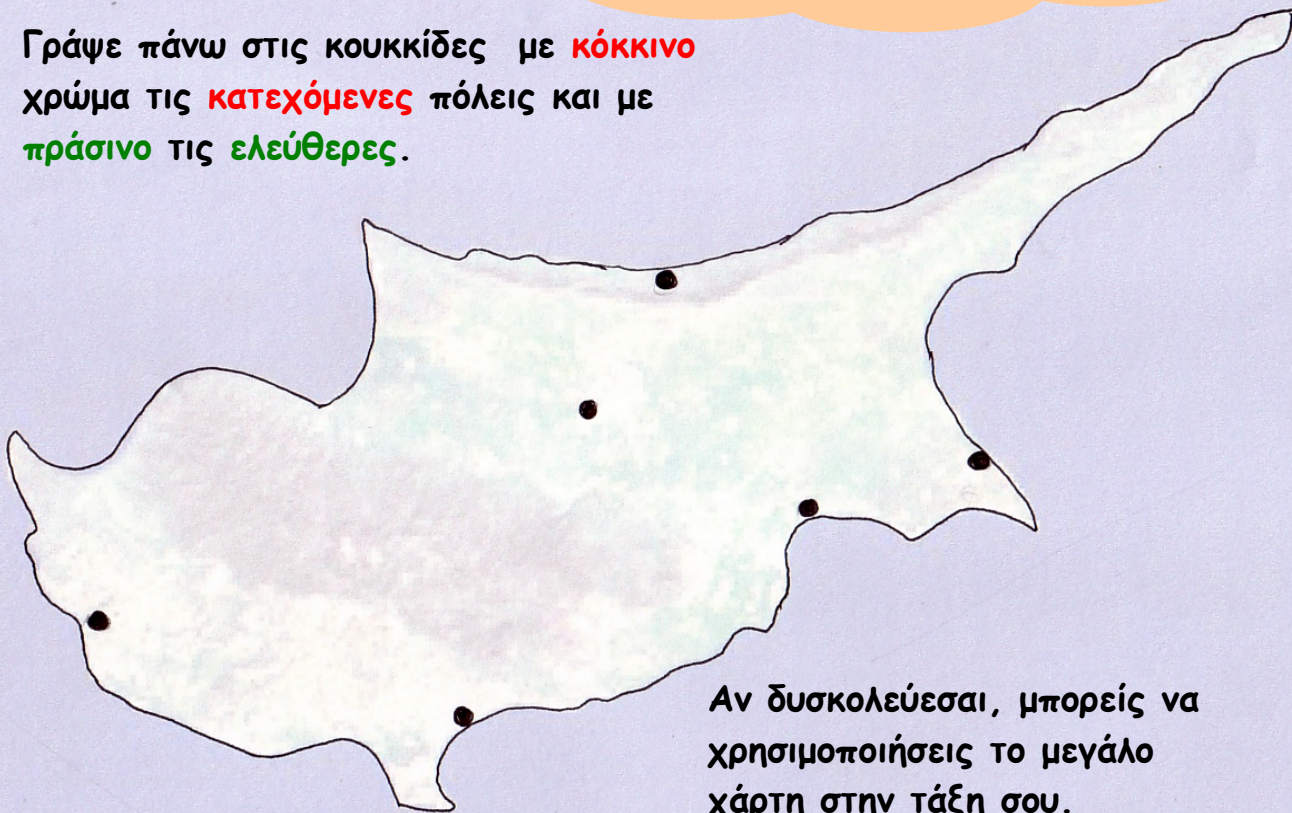 Γράψε πάνω στις κουκκίδες με κόκκινο
χρώμα τις κατεχόμενες πόλεις και με
πράσινο τις ελεύθερες.
Αν δυσκολεύεσαι, μπορείς να
χρησιμοποιήσεις το μεγάλο
χάρτη στην τάξη σου.